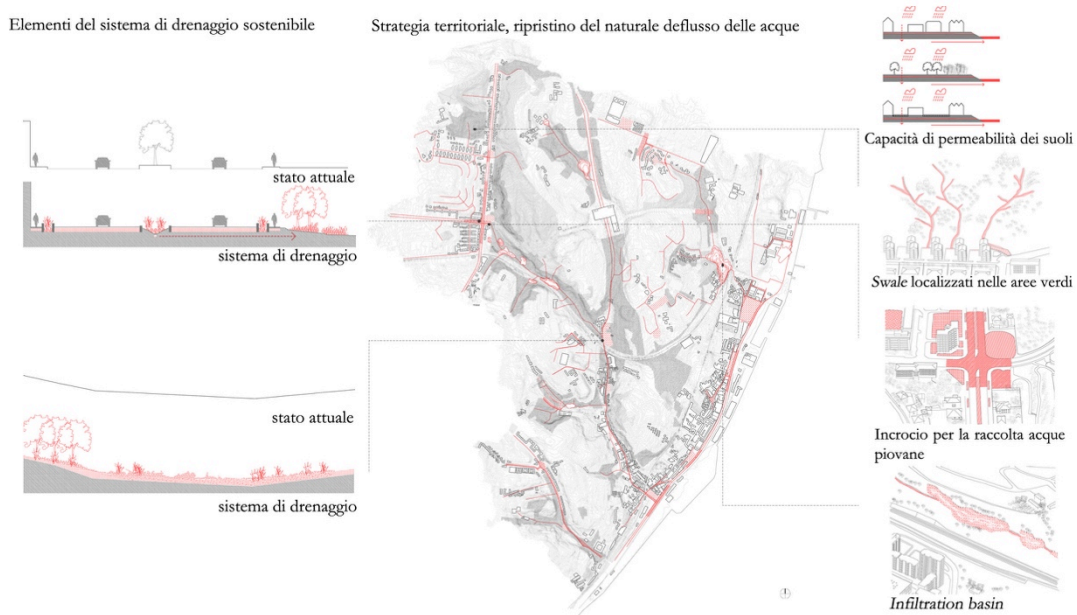 Elementi del sistema di drenaggio sostenibile
Strategia territoriale, ripristino del naturale deflusso delle acque
stato attuale
sistema di drenaggio
stato attuale
sistema di drenaggio
Capacità di permeabilità dei suoli
Swale localizzati nelle aree verdi
Incrocio per la raccolta acque
piovane
Infiltration basin